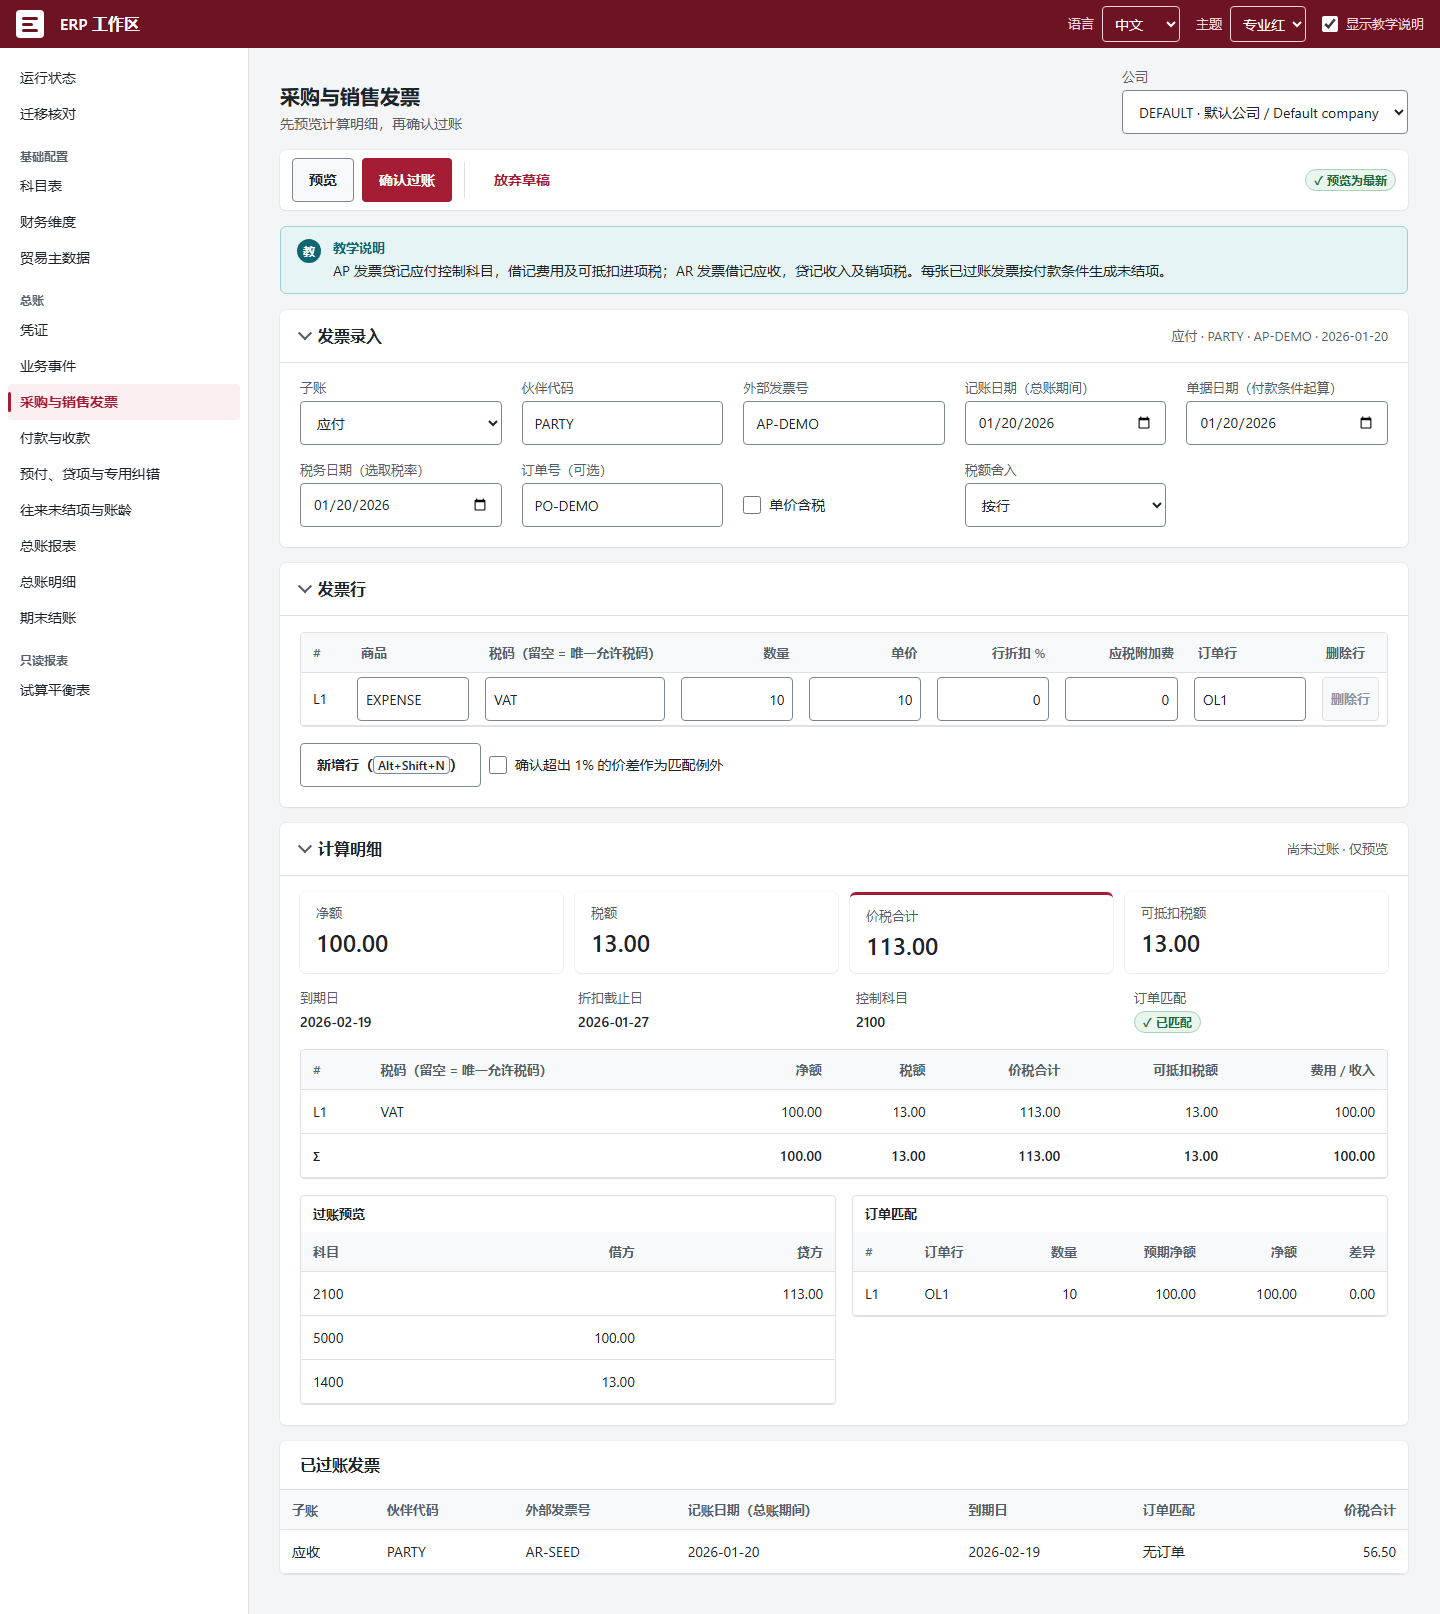 ERP 工作区
语言 中文 主题 专业红 显示教学说明
运行状态
迁移核对
基础配置
科目表
财务维度
贸易主数据
总账
凭证
业务事件
采购与销售发票
付款与收款
预付、贷项与专用纠错
往来未结项与账龄
总账报表
总账明细
期末结账
只读报表
试算平衡表
采购与销售发票
先预览计算明细，再确认过账
公司
DEFAULT · 默认公司 / Default company
预览 确认过账 放弃草稿 ✓ 预览为最新
教 教学说明
AP 发票贷记应付控制科目，借记费用及可抵扣进项税；AR 发票借记应收，贷记收入及销项税。每张已过账发票按付款条件生成未结项。
发票录入 应付 · PARTY · AP-DEMO · 2026-01-20
子账 伙伴代码 外部发票号 记账日期（总账期间） 单据日期（付款条件起算）
应付 PARTY AP-DEMO 01/20/2026 01/20/2026
税务日期（选取税率） 订单号（可选） 税额舍入
01/20/2026 PO-DEMO 单价含税 按行
发票行
# 商品 税码（留空 = 唯一允许税码） 数量 单价 行折扣 % 应税附加费 订单行 删除行
L1 EXPENSE VAT 10 10 0 0 OL1 删除行
新增行（Alt+Shift+N） 确认超出 1% 的价差作为匹配例外
计算明细 尚未过账 · 仅预览
净额 税额 价税合计 可抵扣税额
100.00 13.00 113.00 13.00
到期日 折扣截止日 控制科目 订单匹配
2026-02-19 2026-01-27 2100 ✓ 已匹配
# 税码（留空 = 唯一允许税码） 净额 税额 价税合计 可抵扣税额 费用 / 收入
L1 VAT 100.00 13.00 113.00 13.00 100.00
Σ 100.00 13.00 113.00 13.00 100.00
过账预览
科目 借方 贷方
2100 113.00
5000 100.00
1400 13.00
订单匹配
# 订单行 数量 预期净额 净额 差异
L1 OL1 10 100.00 100.00 0.00
已过账发票
子账 伙伴代码 外部发票号 记账日期（总账期间） 到期日 订单匹配 价税合计
应收 PARTY AR-SEED 2026-01-20 2026-02-19 无订单 56.50